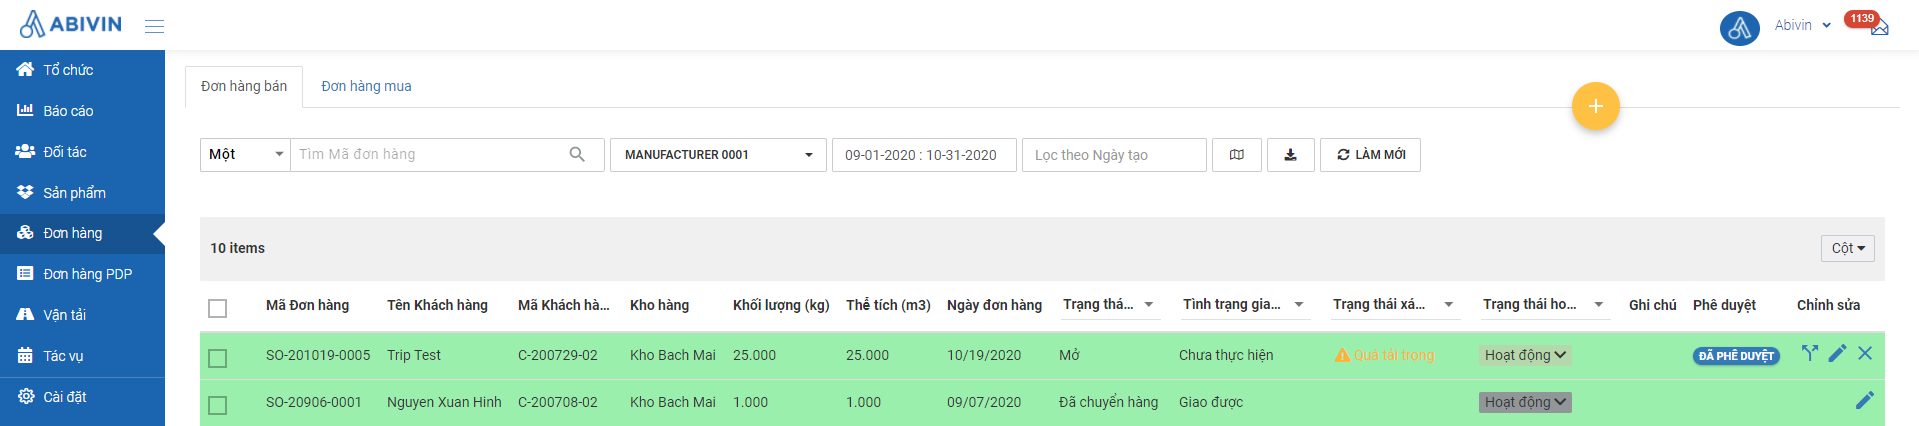 ABIVIN
Abivin
1139
Tổ chức
Báo cáo
Đối tác
Sản phẩm
Đơn hàng
Đơn hàng PDP
Vận tải
Tác vụ
Cài đặt
Đơn hàng bán
Đơn hàng mua
+
Một
Tìm Mã đơn hàng
MANUFACTURER 0001
09-01-2020 : 10-31-2020
Lọc theo Ngày tạo
LÀM MỚI
10 items
Cột
Mã Đơn hàng Tên Khách hàng Mã Khách hà... Kho hàng Khối lượng (kg) Thể tích (m3) Ngày đơn hàng Trạng thá... Tình trạng gia... Trạng thái xá... Trạng thái ho... Ghi chú Phê duyệt Chỉnh sửa
SO-201019-0005 Trip Test C-200729-02 Kho Bach Mai 25.000 25.000 10/19/2020 Mở Chưa thực hiện Quá tải trong Hoạt động ĐÃ PHÊ DUYỆT
SO-20906-0001 Nguyen Xuan Hinh C-200708-02 Kho Bach Mai 1.000 1.000 09/07/2020 Đã chuyển hàng Giao được Hoạt động